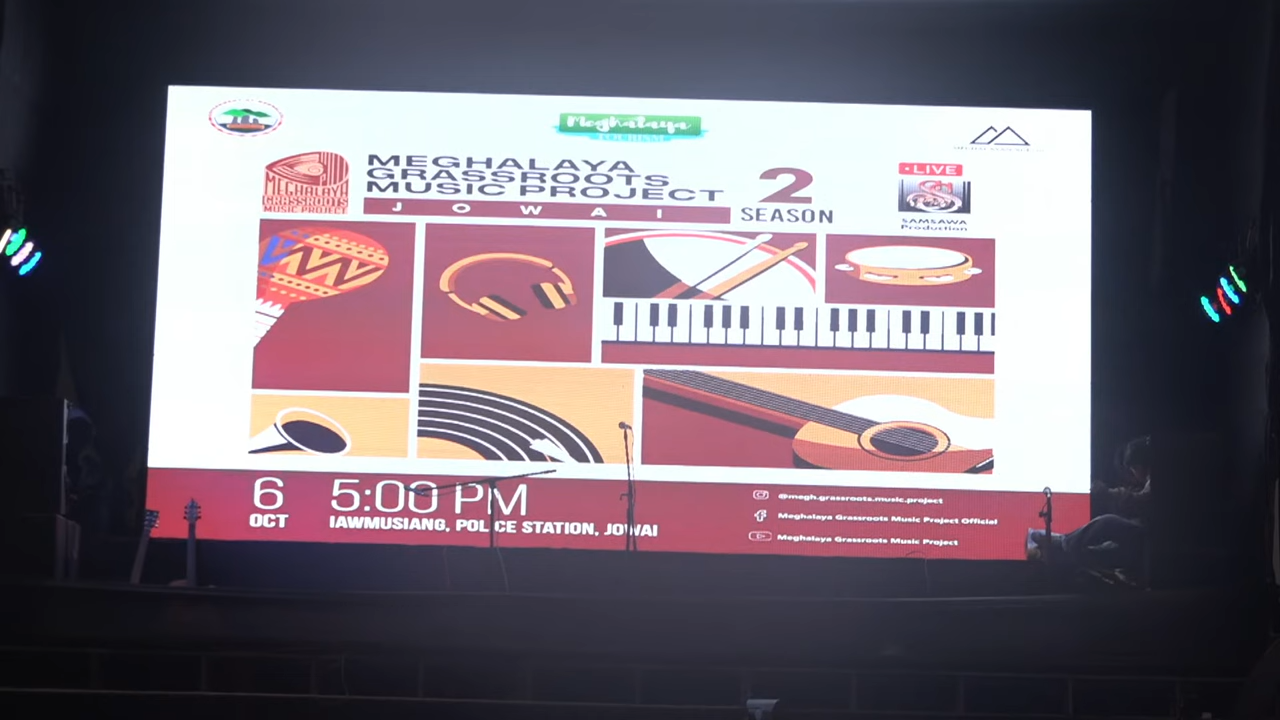 Meghalaya
TOURISM
MEGHALAYA
GRASSROOTS
MUSIC PROJECT
JOWAI
2
SEASON
MEGHALAYA
GRASSROOTS
MUSIC PROJECT
• LIVE
SAMSAWA
Production
6
OCT
5:00 PM
IAWMUSIANG, POLICE STATION, JOWAI
@megh.grassroots.music.project
Meghalaya Grassroots Music Project Official
Meghalaya Grassroots Music Project